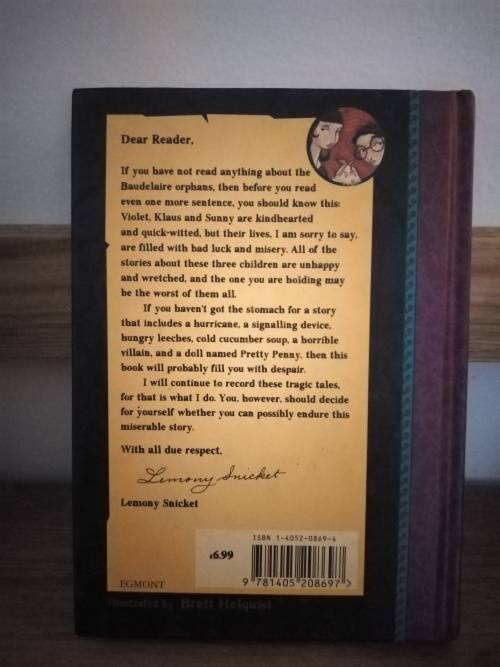 Dear Reader,
If you have not read anything about the
Baudelaire orphans, then before you read
even one more sentence, you should know this:
Violet, Klaus and Sunny are kindhearted
and quick-witted, but their lives, I am sorry to say,
are filled with bad luck and misery. All of the
stories about these three children are unhappy
and wretched, and the one you are holding may
be the worst of them all.
If you haven't got the stomach for a story
that includes a hurricane, a signalling device,
hungry leeches, cold cucumber soup, a horrible
villain, and a doll named Pretty Penny, then this
book will probably fill you with despair.
I will continue to record these tragic tales,
for that is what I do. You, however, should decide
for yourself whether you can possibly endure this
miserable story.
With all due respect,
Lemony Snicket
Lemony Snicket
ISBN 1-4052-0869-4
£6.99
9 781405 208697 >
EGMONT
Illustrated by Brett Helquist